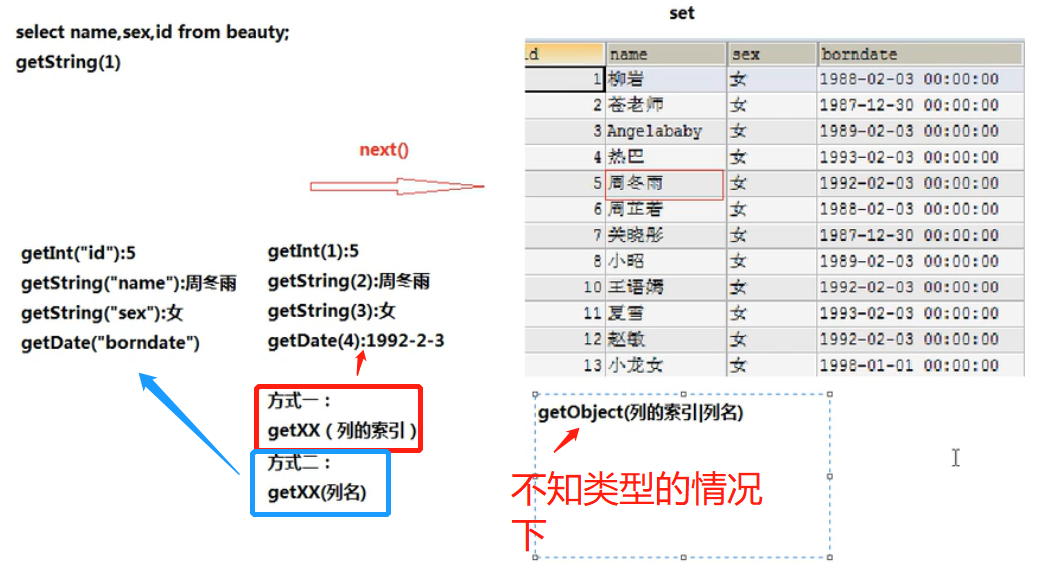 select name,sex,id from beauty;
getString(1)
set
id name sex borndate
1 柳岩 女 1988-02-03 00:00:00
2 苍老师 女 1987-12-30 00:00:00
3 Angelababy 女 1989-02-03 00:00:00
4 热巴 女 1993-02-03 00:00:00
5 周冬雨 女 1992-02-03 00:00:00
6 周芷若 女 1988-02-03 00:00:00
7 关晓彤 女 1987-12-30 00:00:00
8 小昭 女 1989-02-03 00:00:00
10 王语嫣 女 1992-02-03 00:00:00
11 夏雪 女 1993-02-03 00:00:00
12 赵敏 女 1992-02-03 00:00:00
13 小龙女 女 1998-01-01 00:00:00
next()
getInt("id"):5
getString("name"):周冬雨
getString("sex"):女
getDate("borndate")
getInt(1):5
getString(2):周冬雨
getString(3):女
getDate(4):1992-2-3
方式一：
getXX（列的索引）
方式二：
getXX(列名)
getObject(列的索引|列名)
不知类型的情况
下